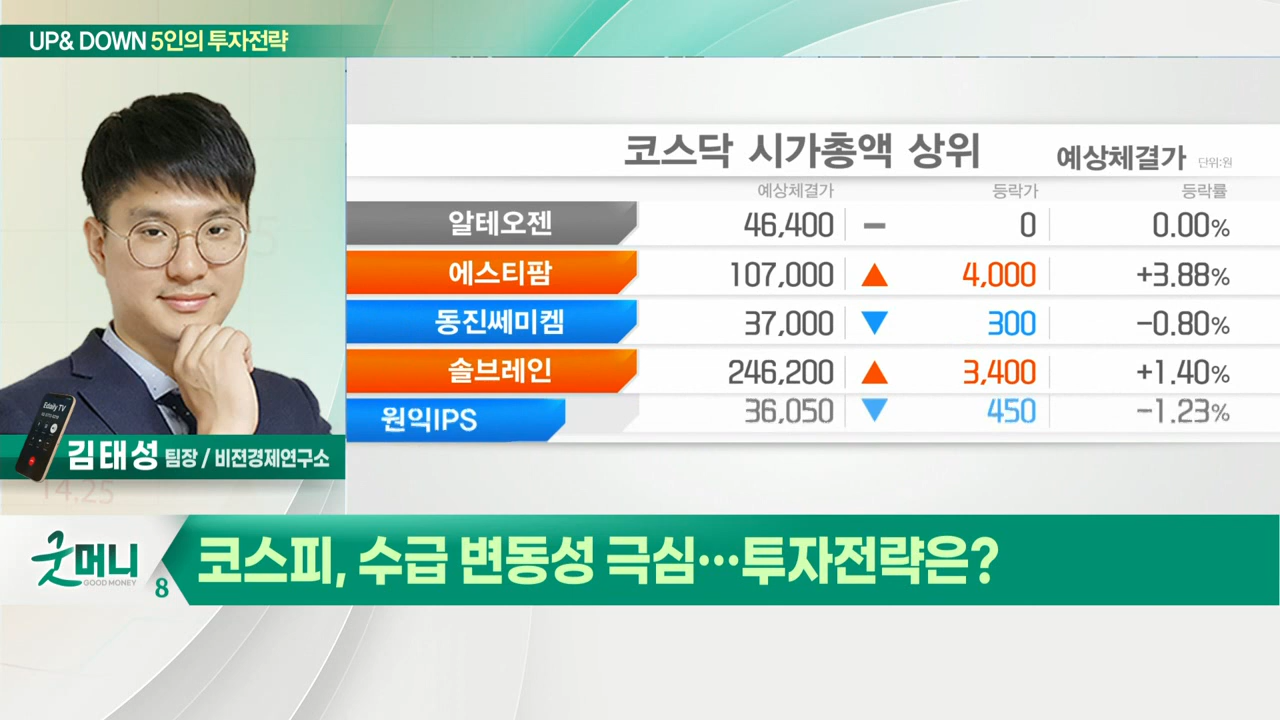 UP& DOWN 5인의 투자전략
코스닥 시가총액 상위 예상체결가 단위:원
예상체결가 등락가 등락률
알테오젠 46,400 0 0.00%
에스티팜 107,000 ▲ 4,000 +3.88%
동진쎄미켐 37,000 ▼ 300 -0.80%
솔브레인 246,200 ▲ 3,400 +1.40%
원익IPS 36,050 ▼ 450 -1.23%
Edaily TV
김태성 팀장 / 비전경제연구소
14.25
굿머니 GOOD MONEY 8
코스피, 수급 변동성 극심…투자전략은?